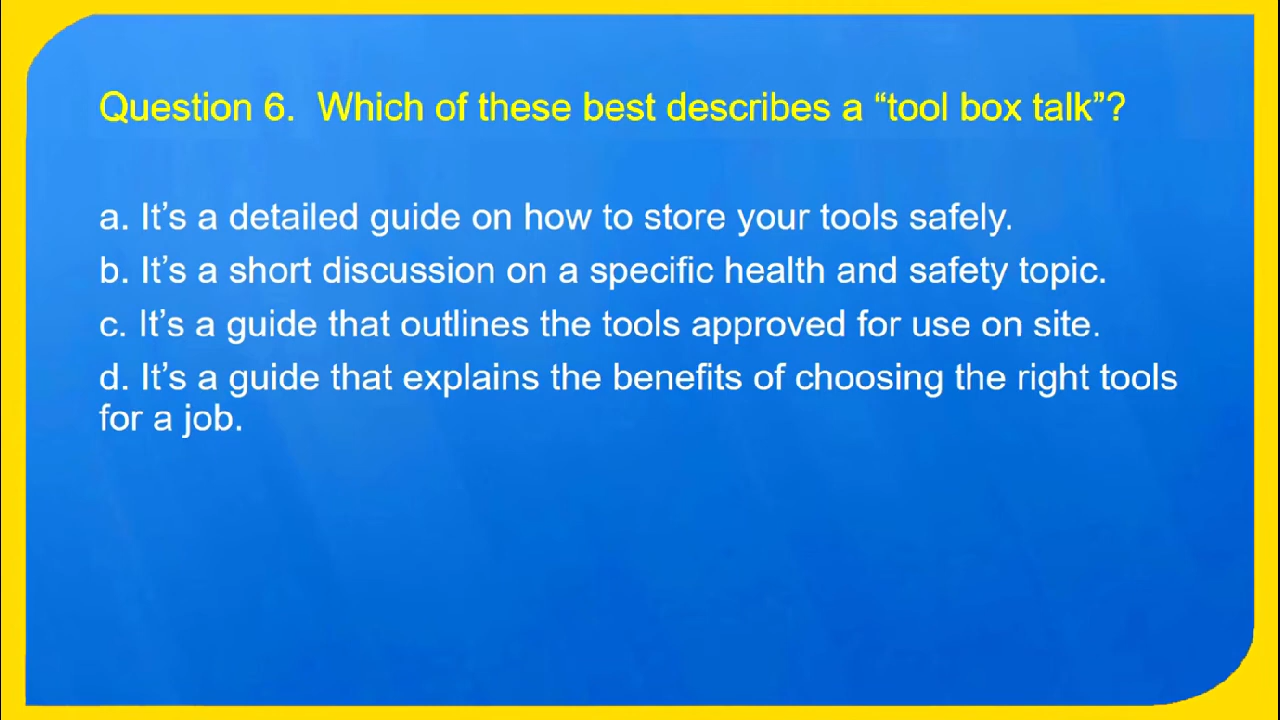 Question 6.  Which of these best describes a “tool box talk”?
a. It’s a detailed guide on how to store your tools safely.
b. It’s a short discussion on a specific health and safety topic.
c. It’s a guide that outlines the tools approved for use on site.
d. It’s a guide that explains the benefits of choosing the right tools
for a job.